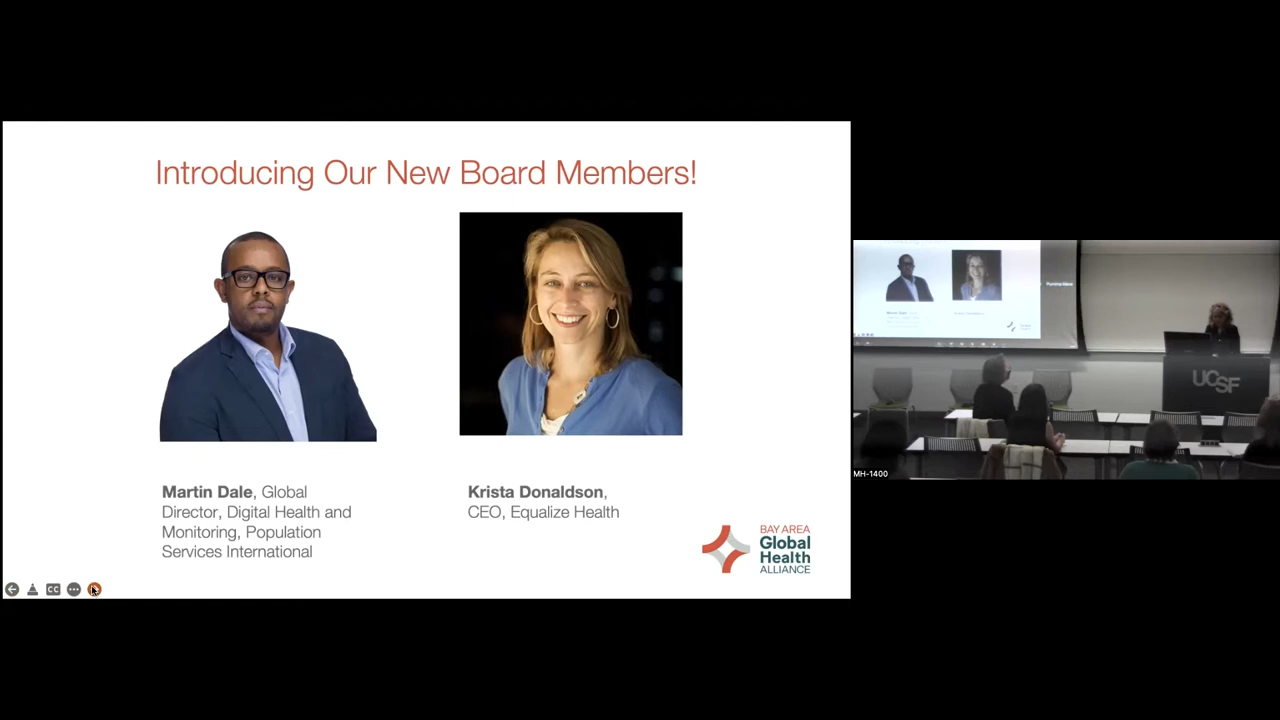 Introducing Our New Board Members!
Martin Dale, Global
Director, Digital Health and
Monitoring, Population
Services International
Krista Donaldson,
CEO, Equalize Health
BAY AREA
Global
Health
ALLIANCE
CC
UCSF
MH-1400